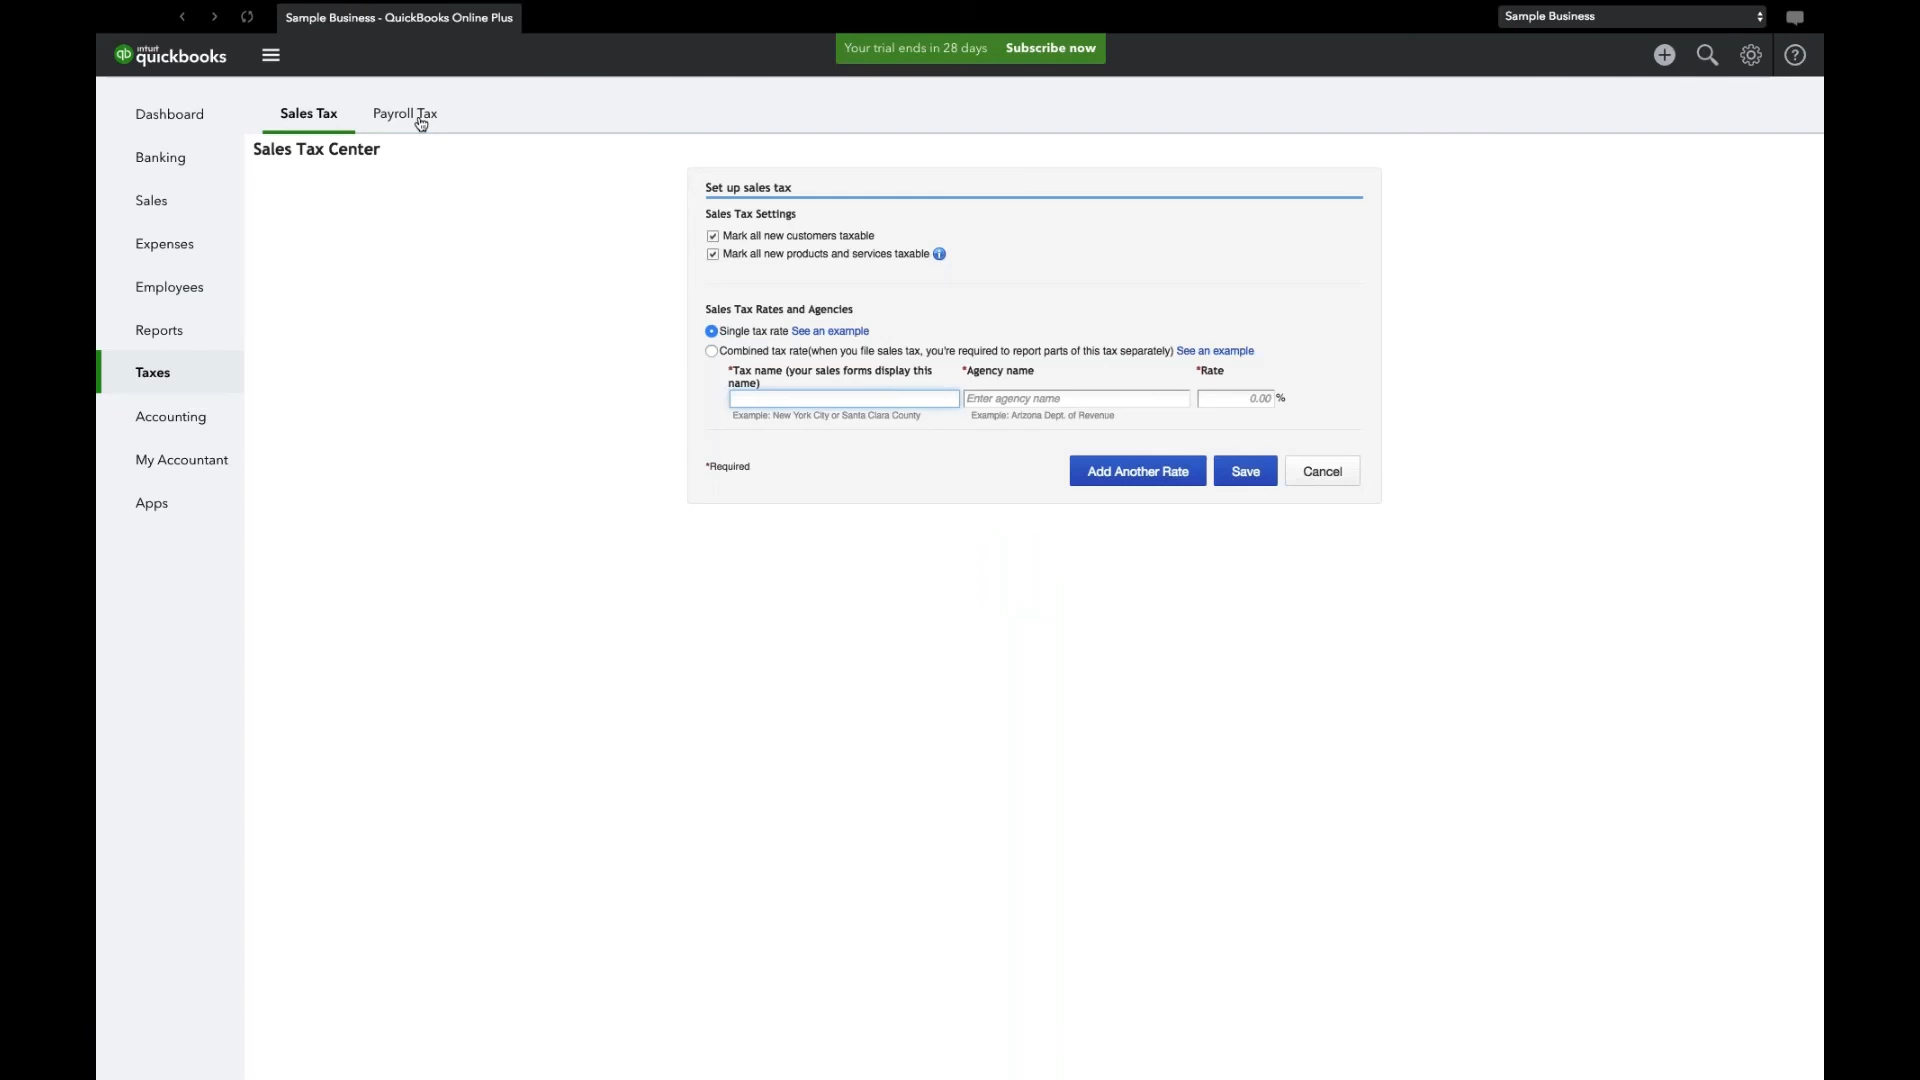 Sample Business - QuickBooks Online Plus
Sample Business
qb intuit quickbooks
Your trial ends in 28 days Subscribe now
Dashboard
Banking
Sales
Expenses
Employees
Reports
Taxes
Accounting
My Accountant
Apps
Sales Tax
Payroll Tax
Sales Tax Center
Set up sales tax
Sales Tax Settings
Mark all new customers taxable
Mark all new products and services taxable
Sales Tax Rates and Agencies
Single tax rate See an example
Combined tax rate(when you file sales tax, you're required to report parts of this tax separately) See an example
*Tax name (your sales forms display this
name)
*Agency name
*Rate
Enter agency name
0.00 %
Example: New York City or Santa Clara County
Example: Arizona Dept. of Revenue
*Required
Add Another Rate
Save
Cancel